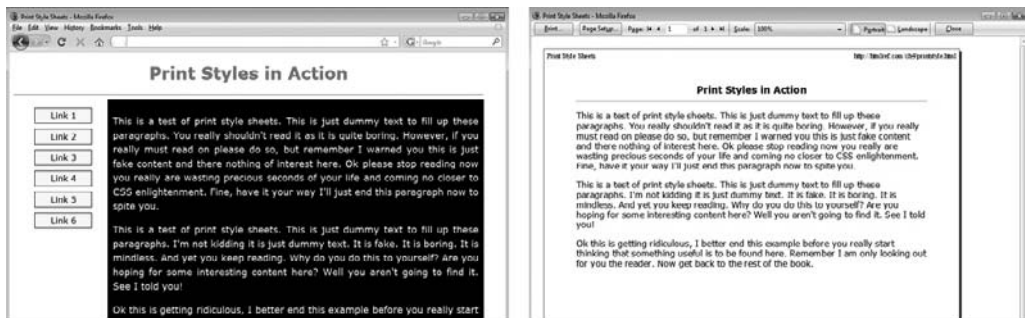 Print Style Sheets - Mozilla Firefox
File Edit View History Bookmarks Tools Help
G Google
Print Styles in Action
Link 1
Link 2
Link 3
Link 4
Link 5
Link 6
This is a test of print style sheets. This is just dummy text to fill up these
paragraphs. You really shouldn't read it as it is quite boring. However, if you
really must read on please do so, but remember I warned you this is just
fake content and there nothing of interest here. Ok please stop reading now
you really are wasting precious seconds of your life and coming no closer to
CSS enlightenment. Fine, have it your way I'll just end this paragraph now to
spite you.
This is a test of print style sheets. This is just dummy text to fill up these
paragraphs. I'm not kidding it is just dummy text. It is fake. It is boring. It is
mindless. And yet you keep reading. Why do you do this to yourself? Are you
hoping for some interesting content here? Well you aren't going to find it.
See I told you!
Ok this is getting ridiculous, I better end this example before you really start
Print Style Sheets - Mozilla Firefox
Print... Page Setup... Page: 1 of 1 Scale: 100% Portrait Landscape Close
Print Style Sheets
Print Styles in Action
This is a test of print style sheets. This is just dummy text to fill up these
paragraphs. You really shouldn't read it as it is quite boring. However, if you really
must read on please do so, but remember I warned you this is just fake content
and there nothing of interest here. Ok please stop reading now you really are
wasting precious seconds of your life and coming no closer to CSS enlightenment.
Fine, have it your way I'll just end this paragraph now to spite you.
This is a test of print style sheets. This is just dummy text to fill up these
paragraphs. I'm not kidding it is just dummy text. It is fake. It is boring. It is
mindless. And yet you keep reading. Why do you do this to yourself? Are you
hoping for some interesting content here? Well you aren't going to find it. See I told
you!
Ok this is getting ridiculous, I better end this example before you really start
thinking that something useful is to be found here. Remember I am only looking out
for you the reader. Now get back to the rest of the book.